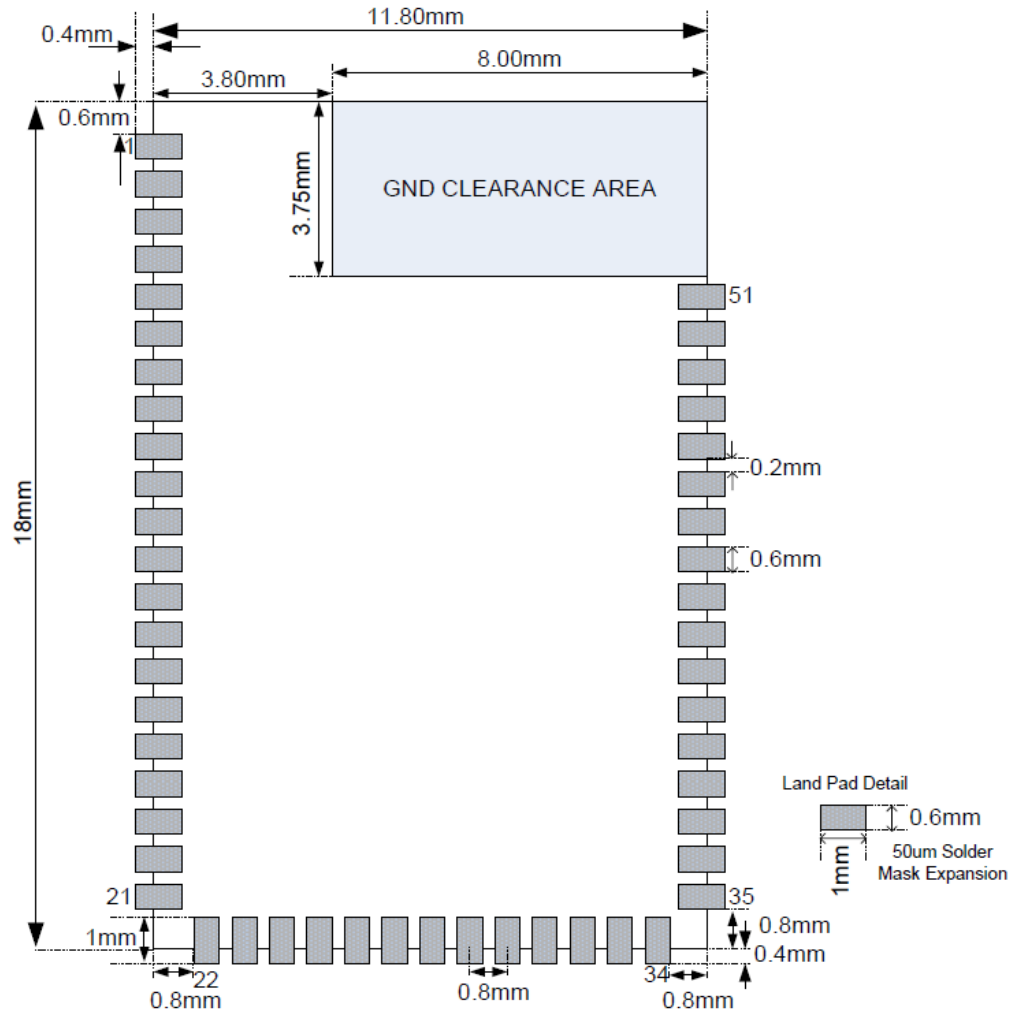 11.80mm
0.4mm
8.00mm
3.80mm
0.6mm
1
3.75mm
GND CLEARANCE AREA
51
0.2mm
18mm
0.6mm
Land Pad Detail
0.6mm
1mm
50um Solder
Mask Expansion
21
35
0.8mm
1mm
0.4mm
22
34
0.8mm
0.8mm
0.8mm